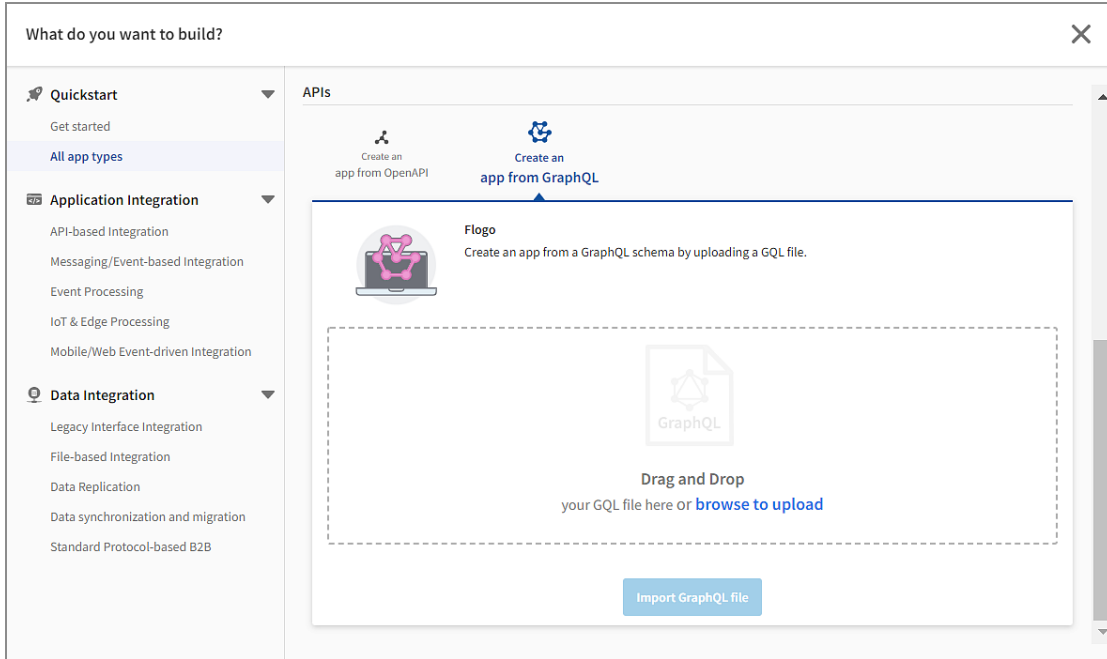 What do you want to build?
Quickstart
Get started
All app types
Application Integration
API-based Integration
Messaging/Event-based Integration
Event Processing
IoT & Edge Processing
Mobile/Web Event-driven Integration
Data Integration
Legacy Interface Integration
File-based Integration
Data Replication
Data synchronization and migration
Standard Protocol-based B2B
APIs
Create an
app from OpenAPI
Create an
app from GraphQL
Flogo
Create an app from a GraphQL schema by uploading a GQL file.
GraphQL
Drag and Drop
your GQL file here or browse to upload
Import GraphQL file